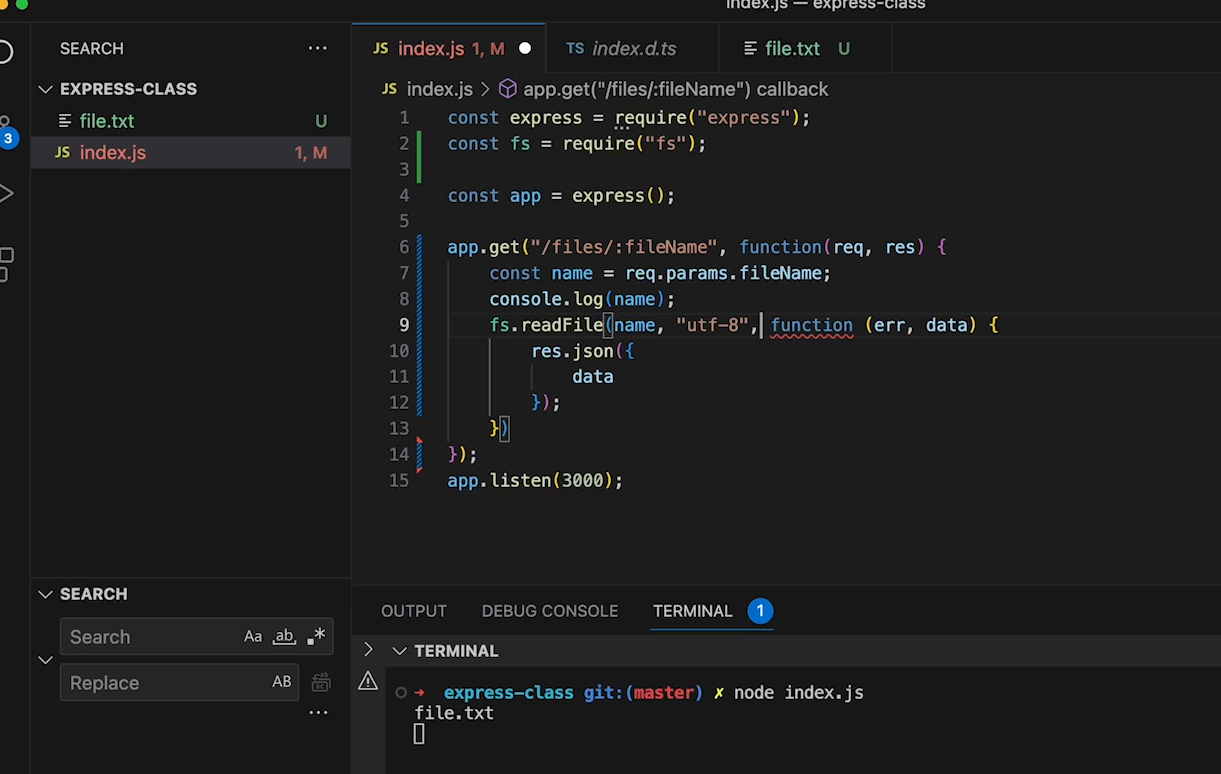 index.js — express-class
SEARCH ...
EXPRESS-CLASS
file.txt U
JS index.js 1, M
3
JS index.js 1, M TS index.d.ts file.txt U
JS index.js > app.get("/files/:fileName") callback
1 const express = require("express");
2 const fs = require("fs");
3
4 const app = express();
5
6 app.get("/files/:fileName", function(req, res) {
7 const name = req.params.fileName;
8 console.log(name);
9 fs.readFile(name, "utf-8", function (err, data) {
10 res.json({
11 data
12 });
13 })
14 });
15 app.listen(3000);
SEARCH
Search Aa ab .*
Replace AB
...
OUTPUT DEBUG CONSOLE TERMINAL 1
TERMINAL
➜ express-class git:(master) ✗ node index.js
file.txt